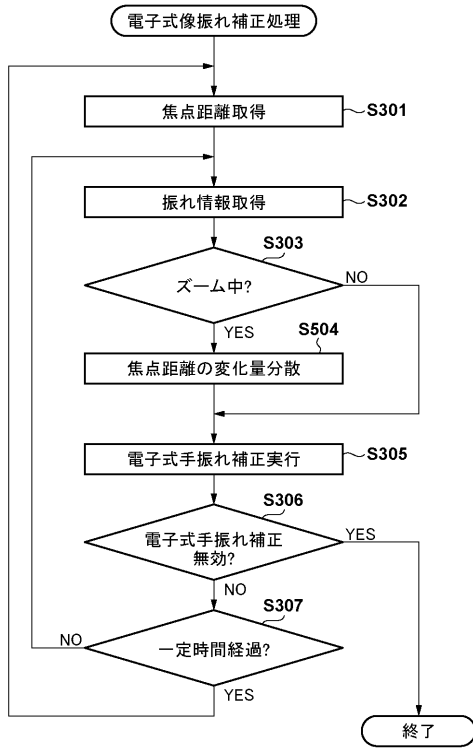 電子式像振れ補正処理
焦点距離取得
S301
振れ情報取得
S302
S303
ズーム中?
NO
YES
S504
焦点距離の変化量分散
電子式手振れ補正実行
S305
S306
電子式手振れ補正
無効?
YES
NO
S307
一定時間経過?
NO
YES
終了